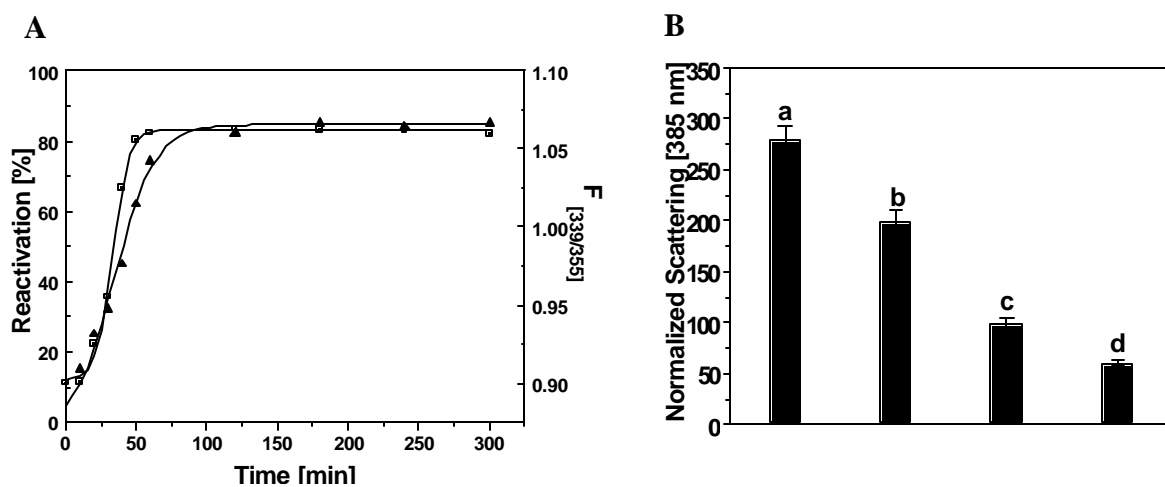 A
Reactivation [%]
100
80
60
40
20
0
0 50 100 150 200 250 300
Time [min]
1.10
1.05
1.00
0.95
0.90
F[339/355]
B
Normalized Scattering [385 nm]
350
300
250
200
150
100
50
0
a
b
c
d